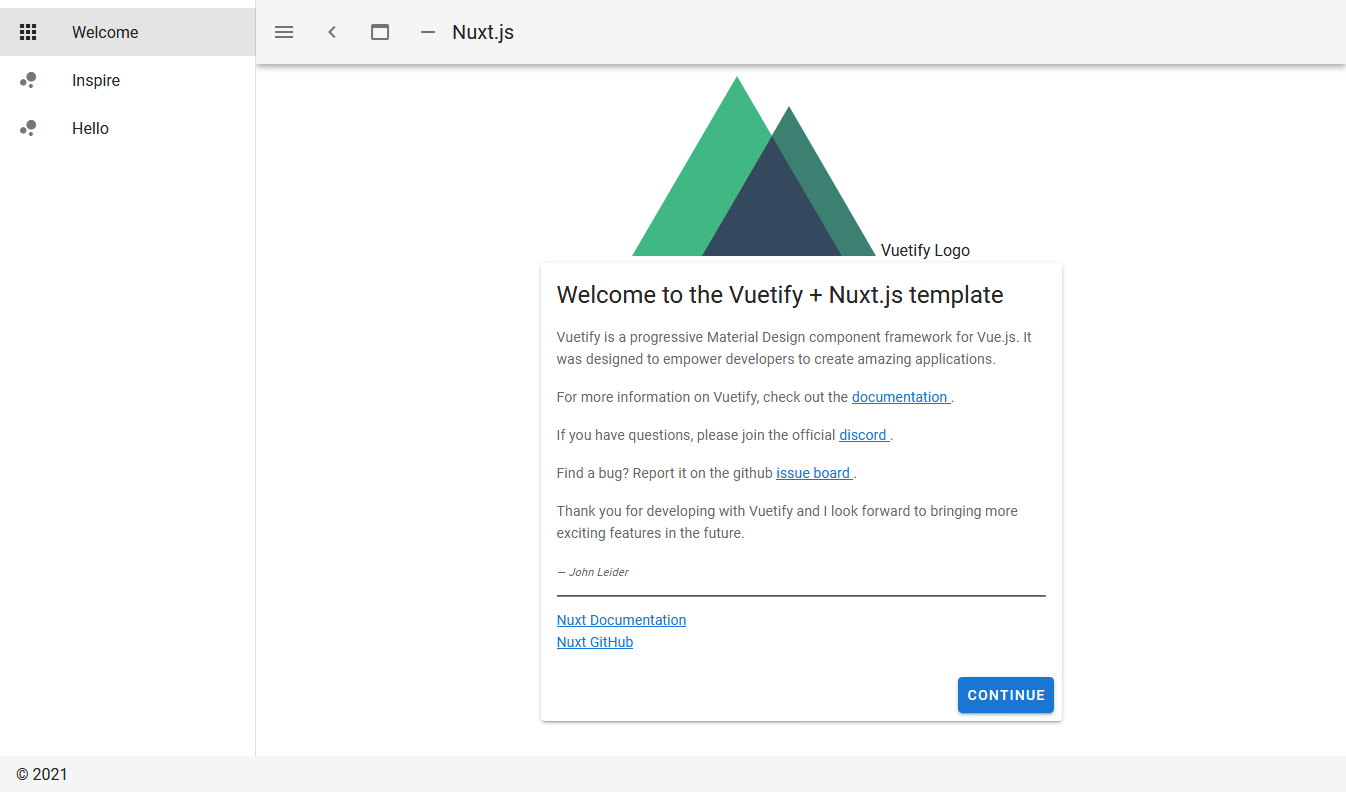 Welcome
Inspire
Hello
Nuxt.js
Vuetify Logo
Welcome to the Vuetify + Nuxt.js template
Vuetify is a progressive Material Design component framework for Vue.js. It
was designed to empower developers to create amazing applications.
For more information on Vuetify, check out the documentation .
If you have questions, please join the official discord .
Find a bug? Report it on the github issue board .
Thank you for developing with Vuetify and I look forward to bringing more
exciting features in the future.
— John Leider
Nuxt Documentation
Nuxt GitHub
CONTINUE
© 2021